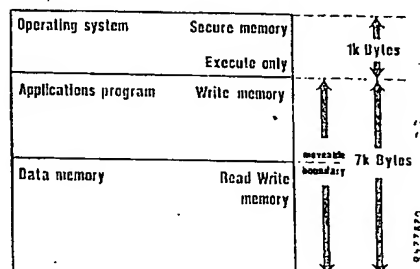 Operating system Secure memory
1k Bytes
Execute only
Applications program Write memory
moveable
boundary
7k Bytes
Data memory Read Write
memory